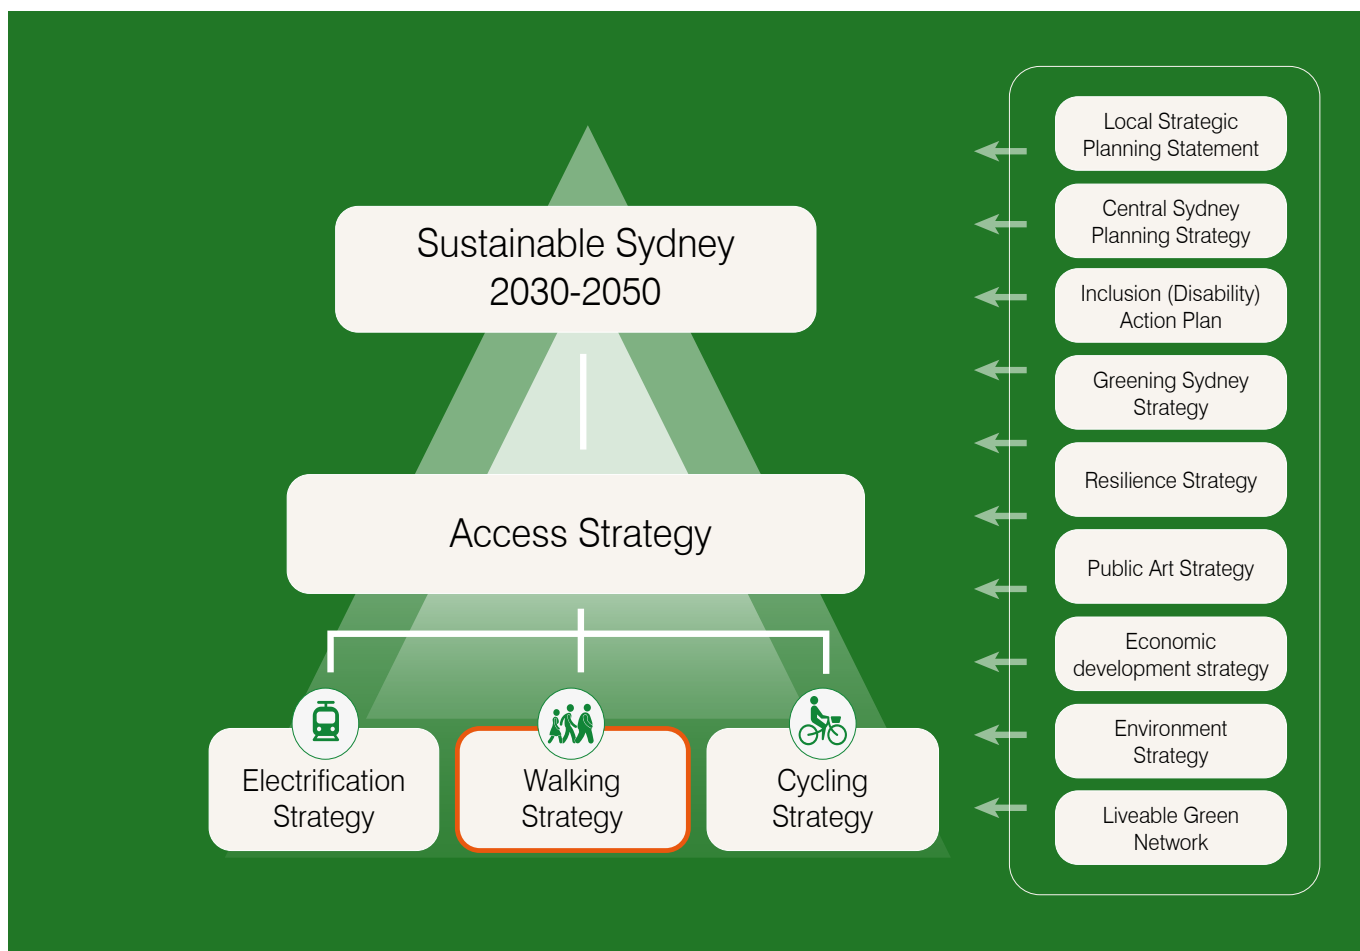 Sustainable Sydney
2030-2050
Access Strategy
Electrification
Strategy
Walking
Strategy
Cycling
Strategy
Local Strategic
Planning Statement
Central Sydney
Planning Strategy
Inclusion (Disability)
Action Plan
Greening Sydney
Strategy
Resilience Strategy
Public Art Strategy
Economic
development strategy
Environment
Strategy
Liveable Green
Network